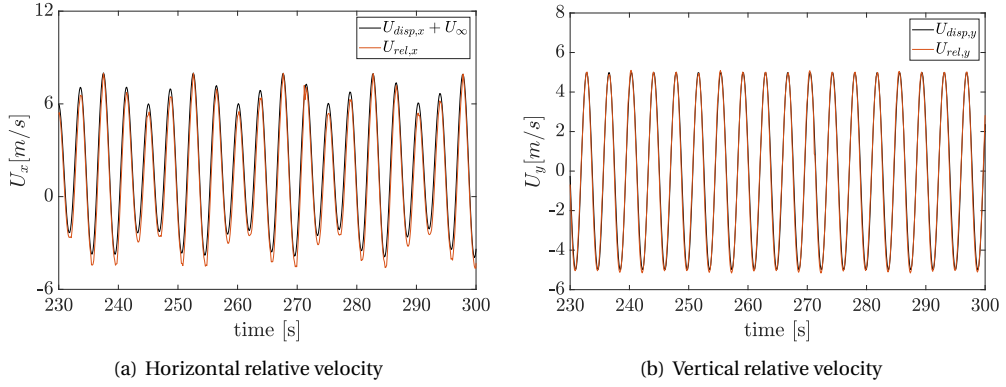 12
U_{disp,x} + U_∞
U_{rel,x}
6
0
-6
U_x[m/s]
230 240 250 260 270 280 290 300
time [s]
(a) Horizontal relative velocity
8
U_{disp,y}
U_{rel,y}
6
4
2
0
-2
-4
-6
U_y[m/s]
230 240 250 260 270 280 290 300
time [s]
(b) Vertical relative velocity